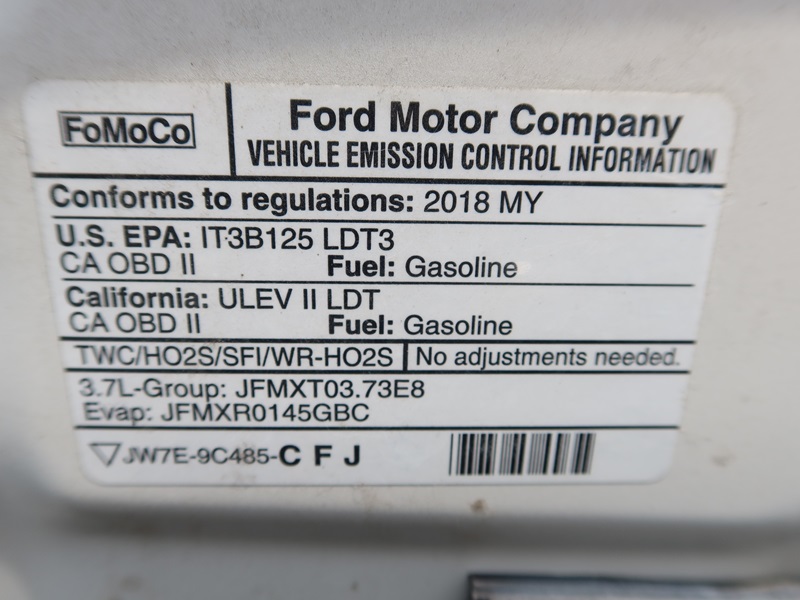 FoMoCo
Ford Motor Company
VEHICLE EMISSION CONTROL INFORMATION
Conforms to regulations: 2018 MY
U.S. EPA: IT3B125 LDT3
CA OBD II Fuel: Gasoline
California: ULEV II LDT
CA OBD II Fuel: Gasoline
TWC/HO2S/SFI/WR-HO2S No adjustments needed.
3.7L-Group: JFMXT03.73E8
Evap: JFMXR0145GBC
JW7E-9C485-C F J